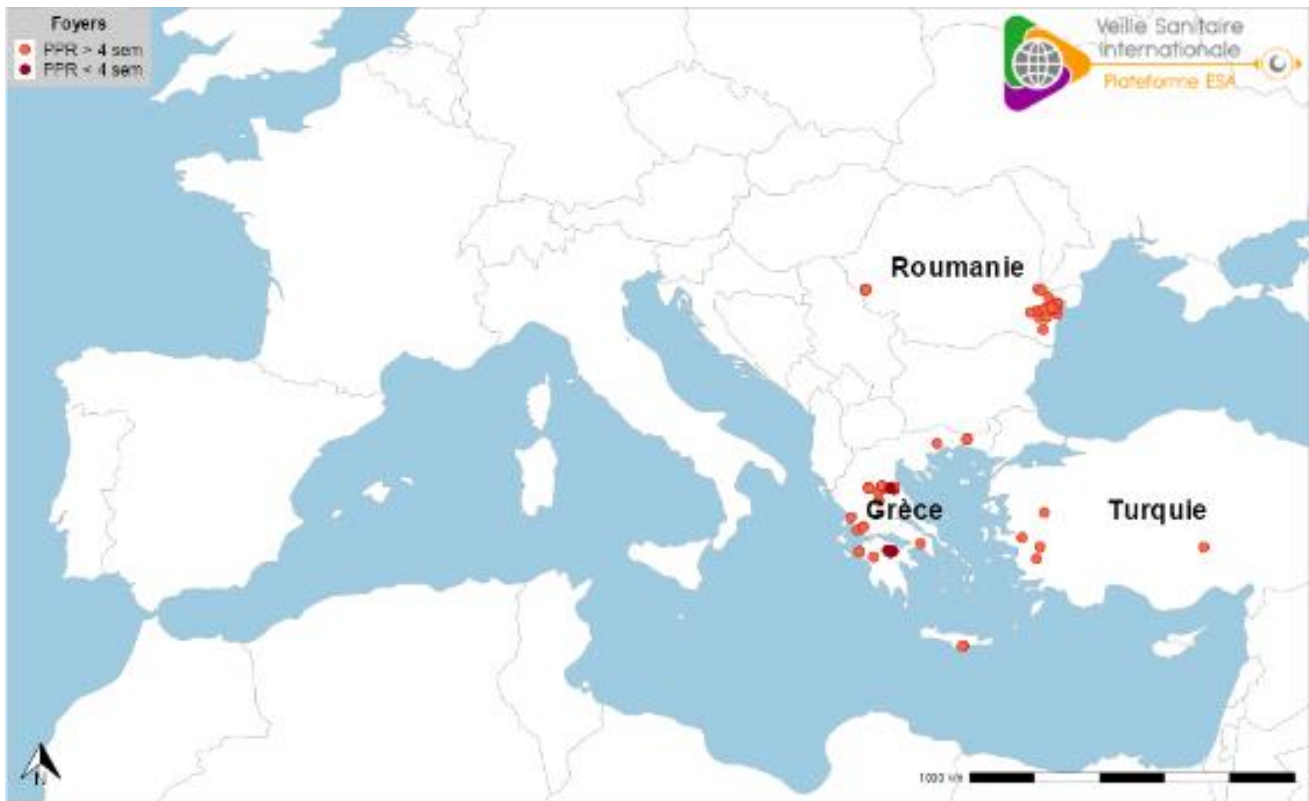 Foyers
PPR > 4 sem
PPR < 4 sem
Veille Sanitaire
Internationale
Plateforme ESA
Roumanie
Grèce
Turquie
N
1000 km